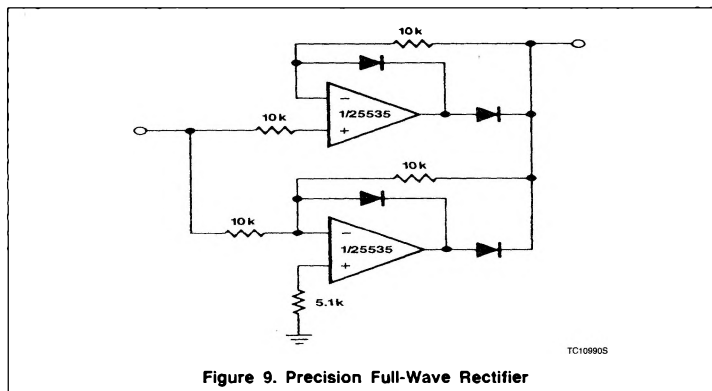 10k
−
1/25535
+
10k
10k
10k
−
1/25535
+
5.1k
TC10990S
Figure 9. Precision Full-Wave Rectifier